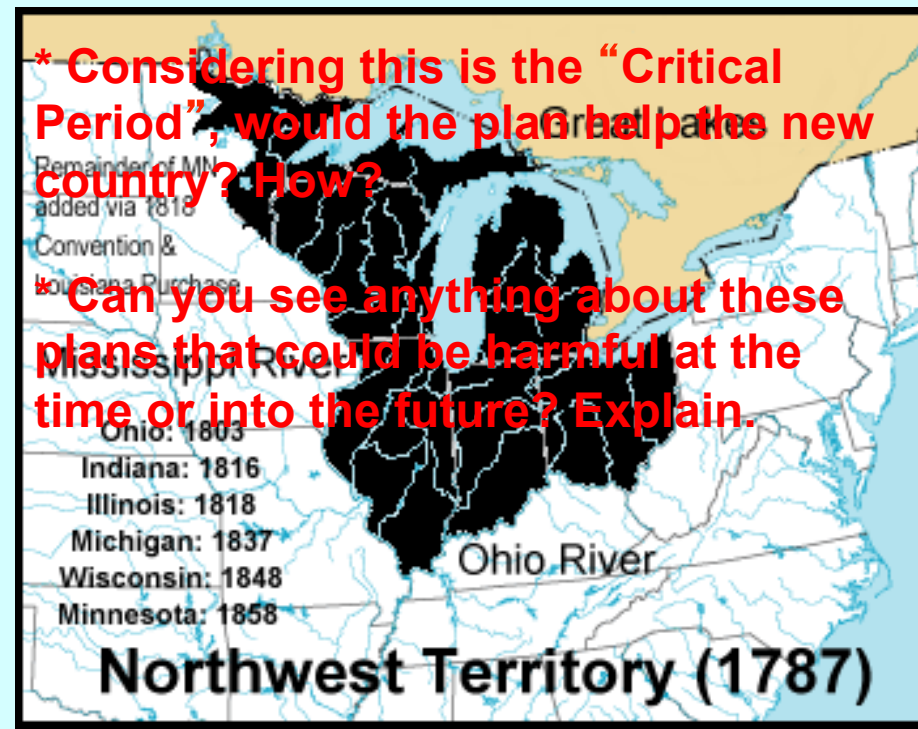 * Considering this is the “Critical
Period”, would the plan help the new
country? How?
* Can you see anything about these
plans that could be harmful at the
time or into the future? Explain.
Great Lakes
Remainder of MN
added via 1818
Convention &
Louisiana Purchase
Mississippi River
Ohio: 1803
Indiana: 1816
Illinois: 1818
Michigan: 1837
Wisconsin: 1848
Minnesota: 1858
Ohio River
Northwest Territory (1787)